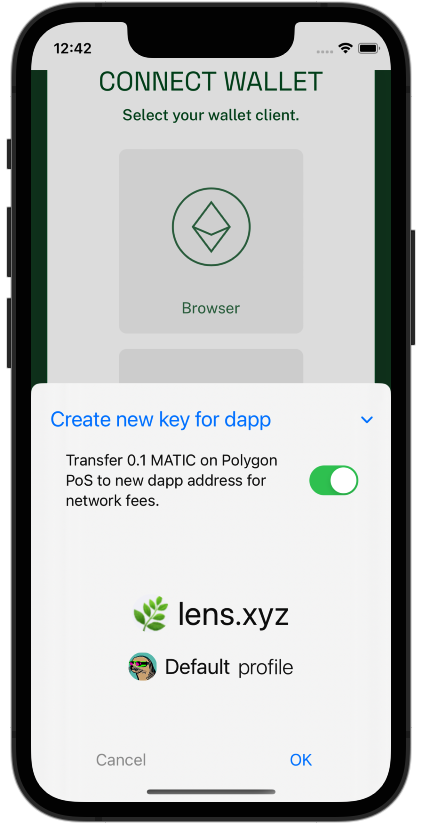 12:42
CONNECT WALLET
Select your wallet client.
Browser
Create new key for dapp
Transfer 0.1 MATIC on Polygon
PoS to new dapp address for
network fees.
lens.xyz
Default profile
Cancel
OK